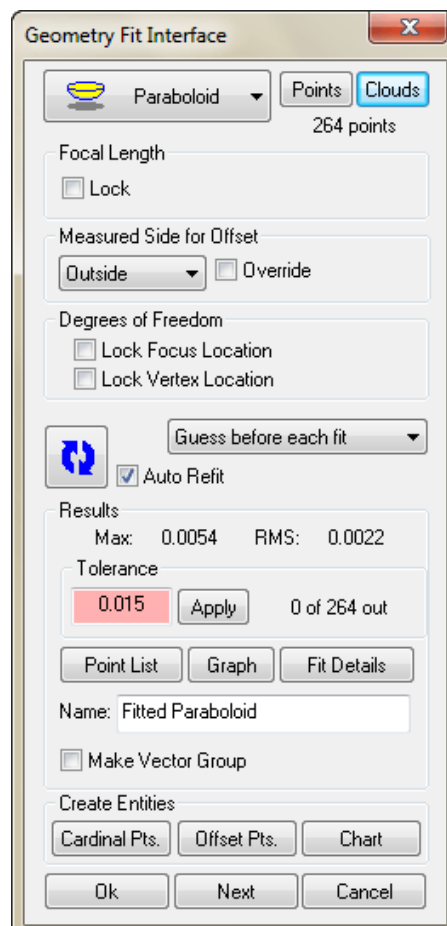 Geometry Fit Interface
Paraboloid Points Clouds
264 points
Focal Length
Lock
Measured Side for Offset
Outside Override
Degrees of Freedom
Lock Focus Location
Lock Vertex Location
Guess before each fit
Auto Refit
Results
Max: 0.0054 RMS: 0.0022
Tolerance
0.015 Apply 0 of 264 out
Point List Graph Fit Details
Name: Fitted Paraboloid
Make Vector Group
Create Entities
Cardinal Pts. Offset Pts. Chart
Ok Next Cancel